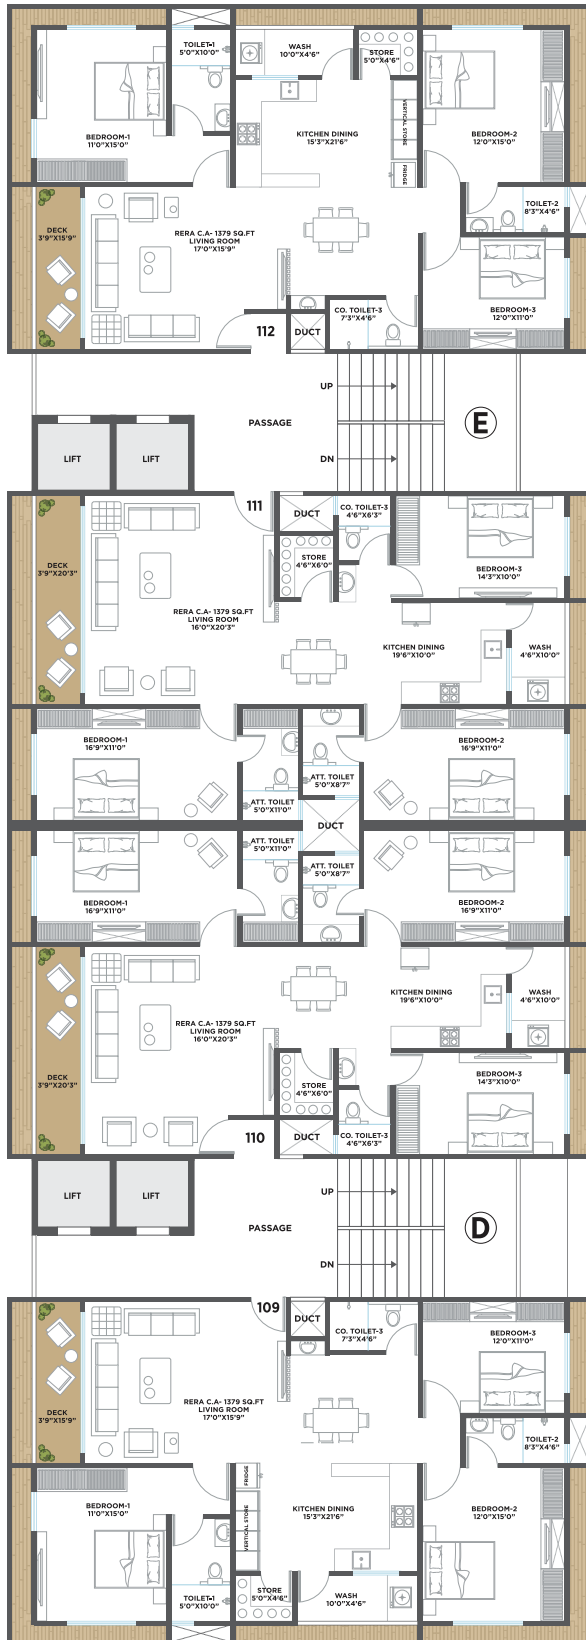 TOILET-1
5'0"X10'0"
WASH
10'0"X4'6"
STORE
5'0"X4'6"
BEDROOM-1
11'0"X15'0"
KITCHEN DINING
15'3"X21'6"
VERTICAL STORE
FRIDGE
BEDROOM-2
12'0"X15'0"
TOILET-2
8'3"X4'6"
DECK
3'9"X15'9"
RERA C.A- 1379 SQ.FT
LIVING ROOM
17'0"X15'9"
BEDROOM-3
12'0"X11'0"
CO. TOILET-3
7'3"X4'6"
112
DUCT
UP
PASSAGE
E
DN
LIFT
LIFT
111
DUCT
CO. TOILET-3
4'6"X6'3"
STORE
4'6"X6'0"
BEDROOM-3
14'3"X10'0"
DECK
3'9"X20'3"
RERA C.A- 1379 SQ.FT
LIVING ROOM
16'0"X20'3"
KITCHEN DINING
19'6"X10'0"
WASH
4'6"X10'0"
BEDROOM-1
16'9"X11'0"
BEDROOM-2
16'9"X11'0"
ATT. TOILET
5'0"X8'7"
ATT. TOILET
5'0"X11'0"
DUCT
ATT. TOILET
5'0"X11'0"
ATT. TOILET
5'0"X8'7"
BEDROOM-1
16'9"X11'0"
BEDROOM-2
16'9"X11'0"
KITCHEN DINING
19'6"X10'0"
WASH
4'6"X10'0"
RERA C.A- 1379 SQ.FT
LIVING ROOM
16'0"X20'3"
DECK
3'9"X20'3"
STORE
4'6"X6'0"
BEDROOM-3
14'3"X10'0"
110
DUCT
CO. TOILET-3
4'6"X6'3"
LIFT
LIFT
UP
PASSAGE
D
DN
109
DUCT
CO. TOILET-3
7'3"X4'6"
BEDROOM-3
12'0"X11'0"
DECK
3'9"X15'9"
RERA C.A- 1379 SQ.FT
LIVING ROOM
17'0"X15'9"
TOILET-2
8'3"X4'6"
FRIDGE
VERTICAL STORE
BEDROOM-1
11'0"X15'0"
KITCHEN DINING
15'3"X21'6"
BEDROOM-2
12'0"X15'0"
TOILET-1
5'0"X10'0"
STORE
5'0"X4'6"
WASH
10'0"X4'6"